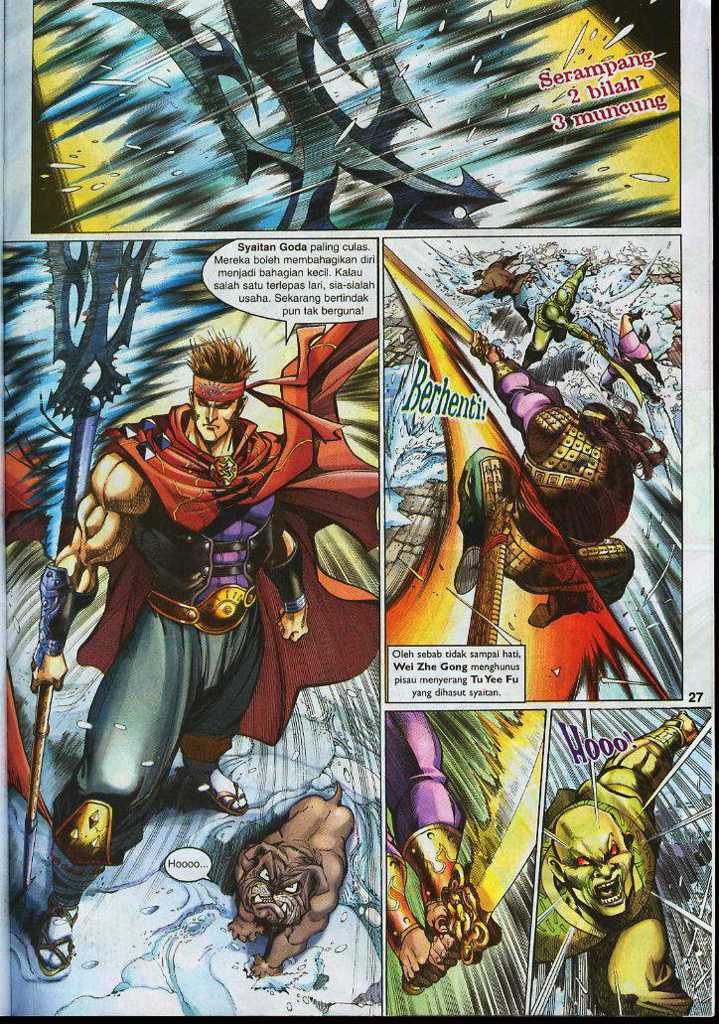 Serampang
2 bilah
3 muncung
Syaitan Goda paling culas.
Mereka boleh membahagikan diri
menjadi bahagian kecil. Kalau
salah satu terlepas lari, sia-sialah
usaha. Sekarang bertindak
pun tak berguna!
Berhenti!
Oleh sebab tidak sampai hati,
Wei Zhe Gong menghunus
pisau menyerang Tu Yee Fu
yang dihasut syaitan.
27
Hoooo...
Hooo!